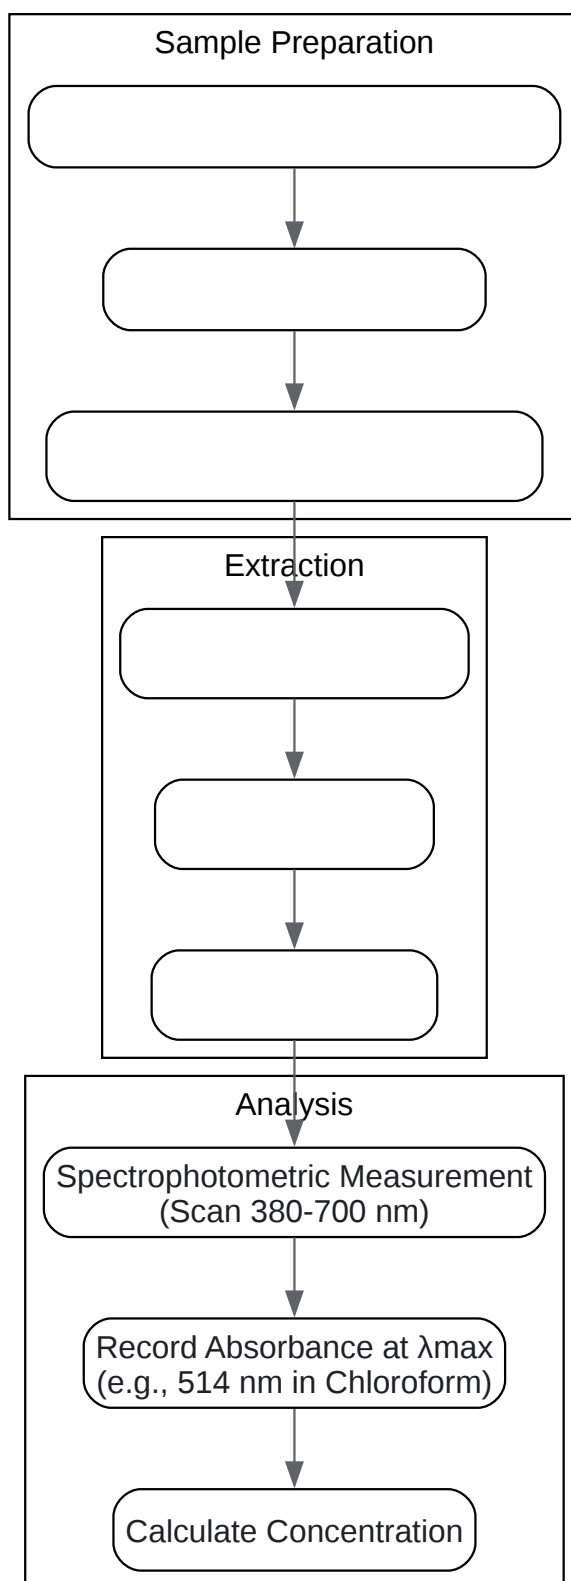 Sample Preparation
Extraction
Analysis
Spectrophotometric Measurement
(Scan 380-700 nm)
Record Absorbance at λmax
(e.g., 514 nm in Chloroform)
Calculate Concentration